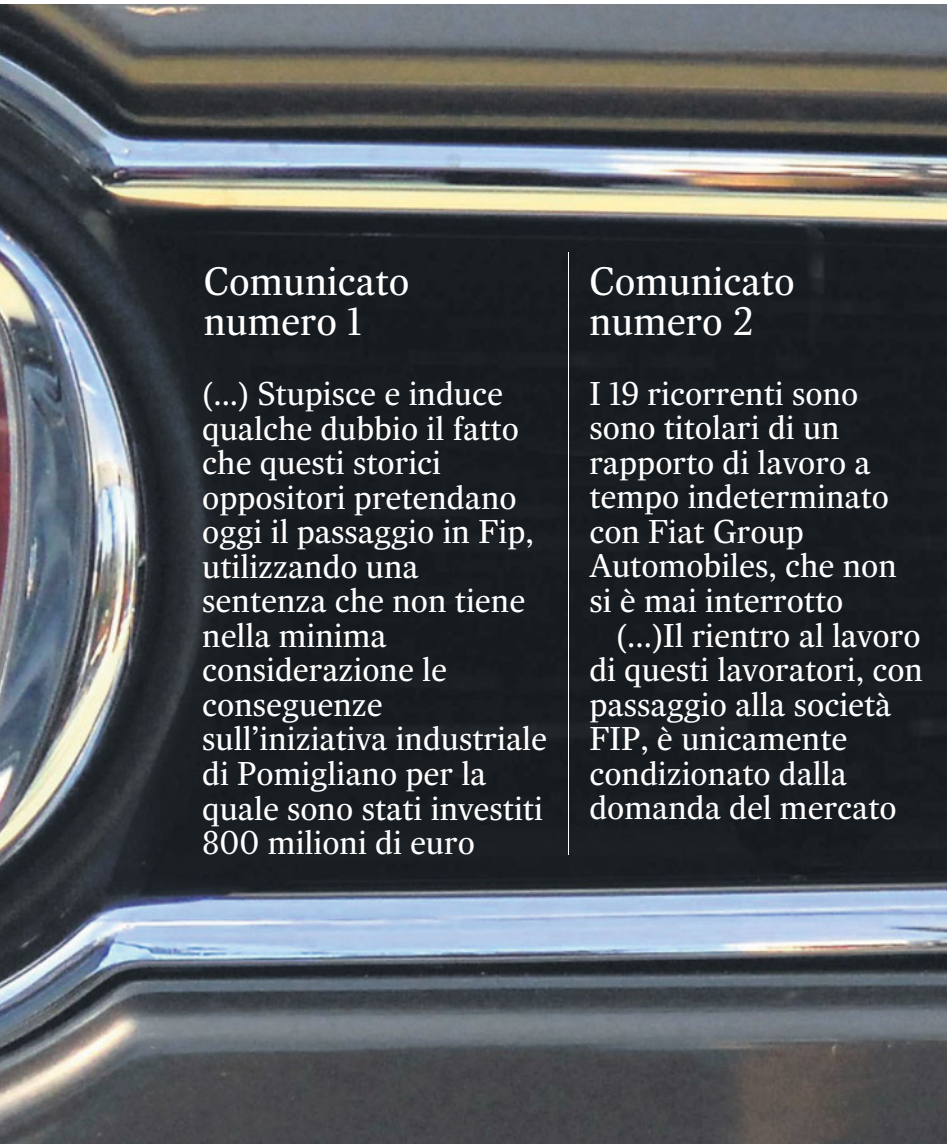 Comunicato
numero 1
(...) Stupisce e induce
qualche dubbio il fatto
che questi storici
oppositori pretendano
oggi il passaggio in Fip,
utilizzando una
sentenza che non tiene
nella minima
considerazione le
conseguenze
sull'iniziativa industriale
di Pomigliano per la
quale sono stati investiti
800 milioni di euro
Comunicato
numero 2
I 19 ricorrenti sono
sono titolari di un
rapporto di lavoro a
tempo indeterminato
con Fiat Group
Automobiles, che non
si è mai interrotto
(...)Il rientro al lavoro
di questi lavoratori, con
passaggio alla società
FIP, è unicamente
condizionato dalla
domanda del mercato